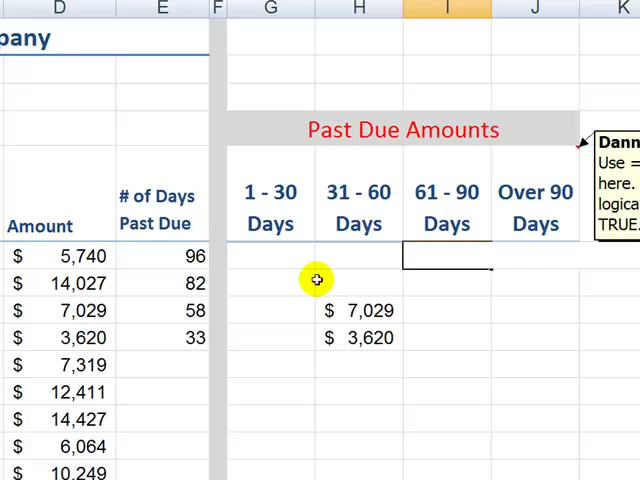 D E F G H I J K
pany
Past Due Amounts
Dann
Use =
here.
logica
TRUE.
Amount
# of Days
Past Due
1 - 30
Days
31 - 60
Days
61 - 90
Days
Over 90
Days
$ 5,740 96
$ 14,027 82
$ 7,029 58 $ 7,029
$ 3,620 33 $ 3,620
$ 7,319
$ 12,411
$ 14,427
$ 6,064
$ 10,249